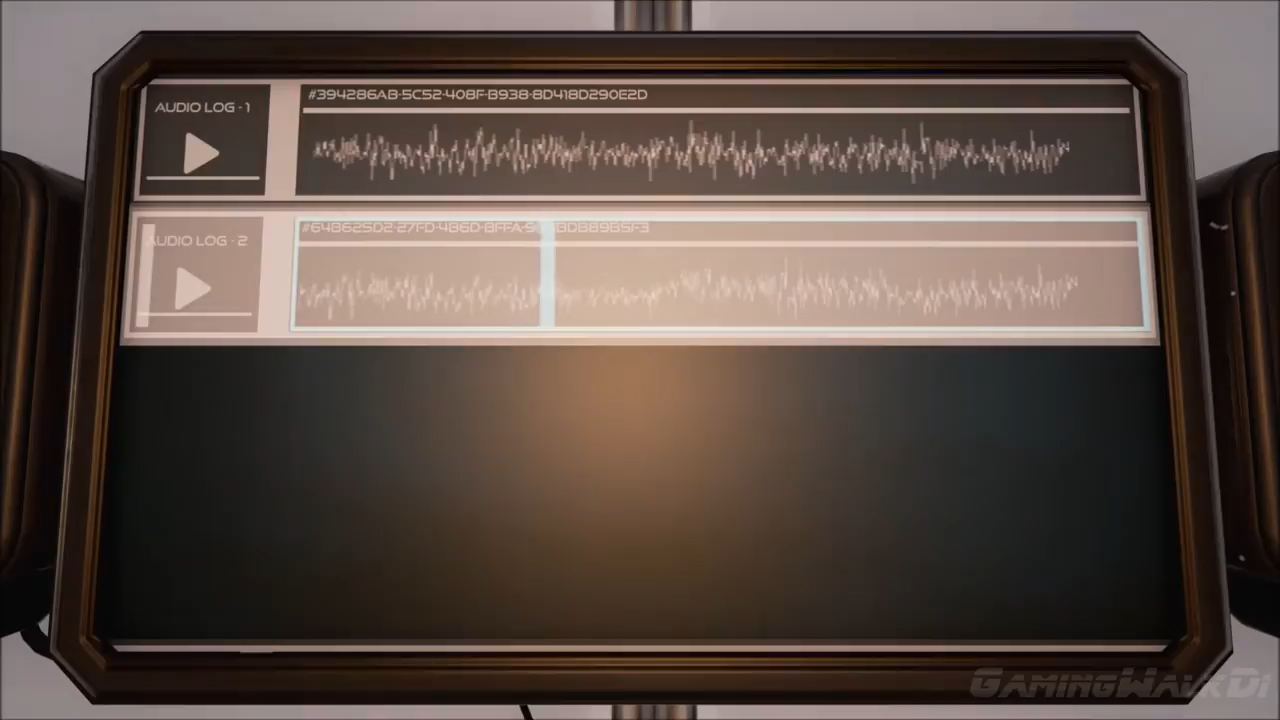 AUDIO LOG - 1
#394286AB-5C52-408F-B938-8D418D290E2D
AUDIO LOG - 2
GAMINGWALKDI